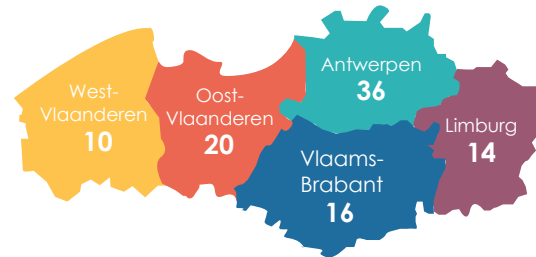 West-
Vlaanderen
10
Oost-
Vlaanderen
20
Antwerpen
36
Vlaams-
Brabant
16
Limburg
14